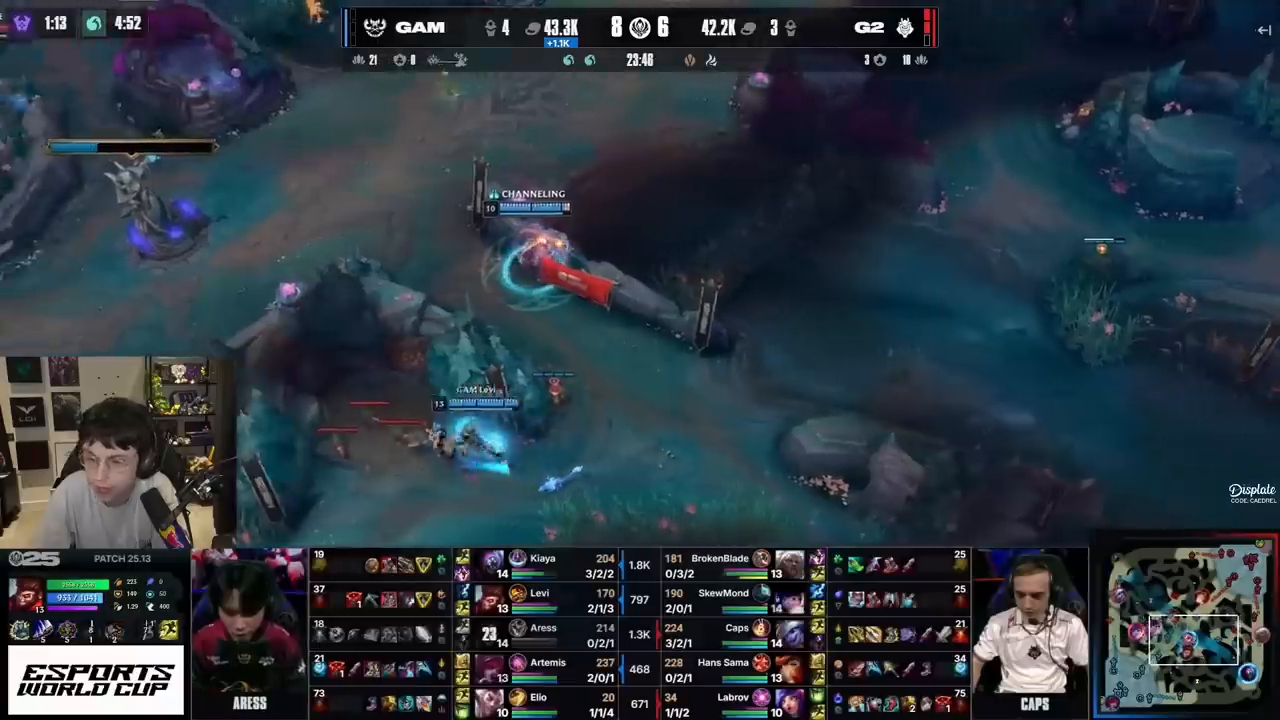 1:13
4:52
GAM 4 43.3K 8 6 42.2K 3 G2
+1.1K
21 0 23:46 3 18
CHANNELING
10
GAM Levi
13
Displate
CODE: CAEDREL
25 PATCH 25.13
13
ESPORTS
WORLD CUP
ARESS
19 14 Kiaya 204 3/2/2 1.8K 181 BrokenBlade 0/3/2 13 25
37 13 Levi 170 2/1/3 797 190 SkewMond 2/0/1 14 25
18 23 14 Aress 214 0/2/1 1.3K 224 Caps 3/2/1 14 21
21 13 Artemis 237 2/0/1 468 228 Hans Sama 0/2/1 13 34
73 10 Elio 20 1/1/4 671 34 Labrov 1/1/2 10 75
CAPS